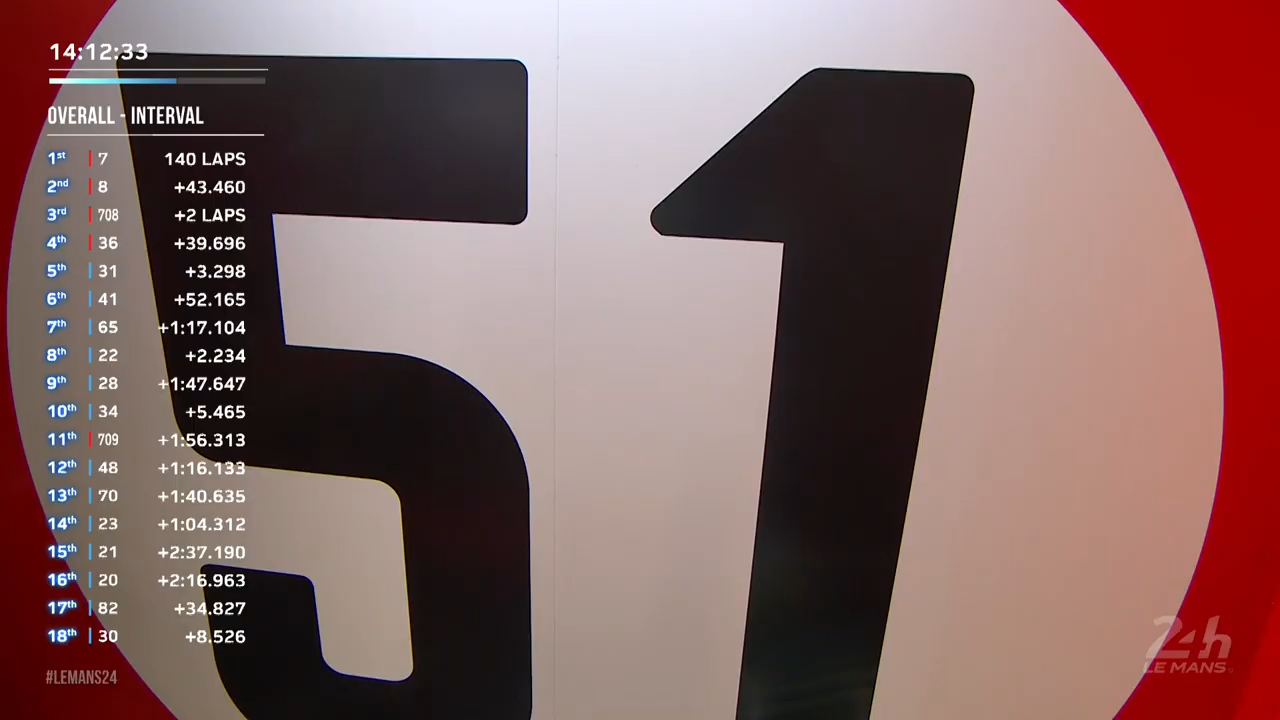 14:12:33
OVERALL - INTERVAL
1st 7 140 LAPS
2nd 8 +43.460
3rd 708 +2 LAPS
4th 36 +39.696
5th 31 +3.298
6th 41 +52.165
7th 65 +1:17.104
8th 22 +2.234
9th 28 +1:47.647
10th 34 +5.465
11th 709 +1:56.313
12th 48 +1:16.133
13th 70 +1:40.635
14th 23 +1:04.312
15th 21 +2:37.190
16th 20 +2:16.963
17th 82 +34.827
18th 30 +8.526
#LEMANS24
51
24h
LE MANS